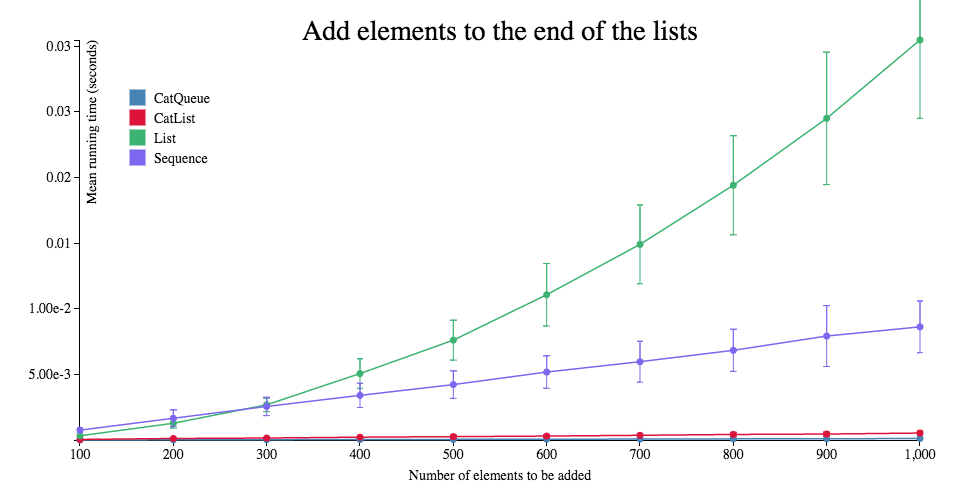 Add elements to the end of the lists
0.03
0.03
0.02
0.01
1.00e-2
5.00e-3
Mean running time (seconds)
CatQueue
CatList
List
Sequence
100 200 300 400 500 600 700 800 900 1,000
Number of elements to be added